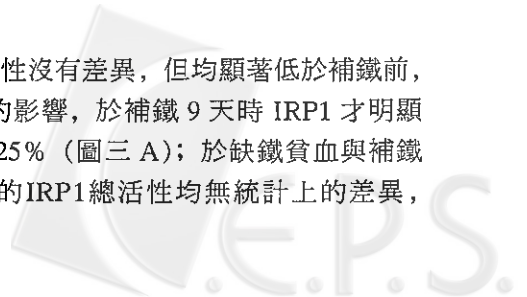 性沒有差異，但均顯著低於補鐵前，
的影響，於補鐵 9 天時 IRP1 才明顯
25%（圖三 A）；於缺鐵貧血與補鐵
的IRP1總活性均無統計上的差異，
C.E.P.S.